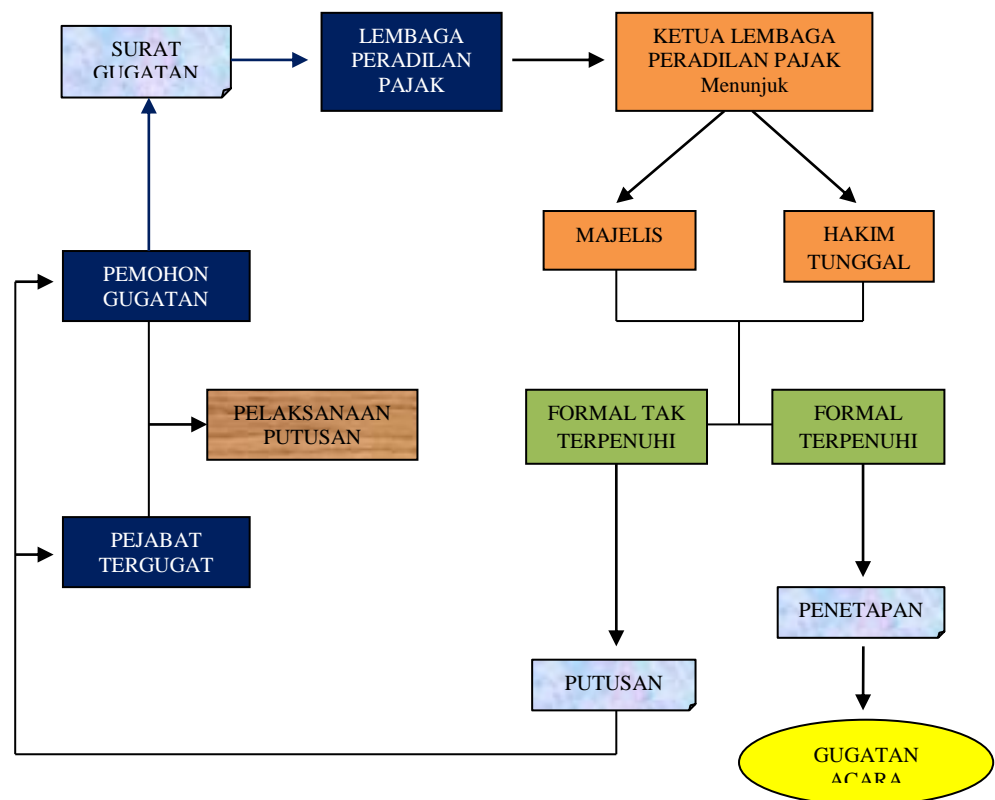 SURAT
GUGATAN
LEMBAGA
PERADILAN
PAJAK
KETUA LEMBAGA
PERADILAN PAJAK
Menunjuk
MAJELIS
HAKIM
TUNGGAL
PEMOHON
GUGATAN
PELAKSANAAN
PUTUSAN
FORMAL TAK
TERPENUHI
FORMAL
TERPENUHI
PEJABAT
TERGUGAT
PENETAPAN
PUTUSAN
GUGATAN
ACARA